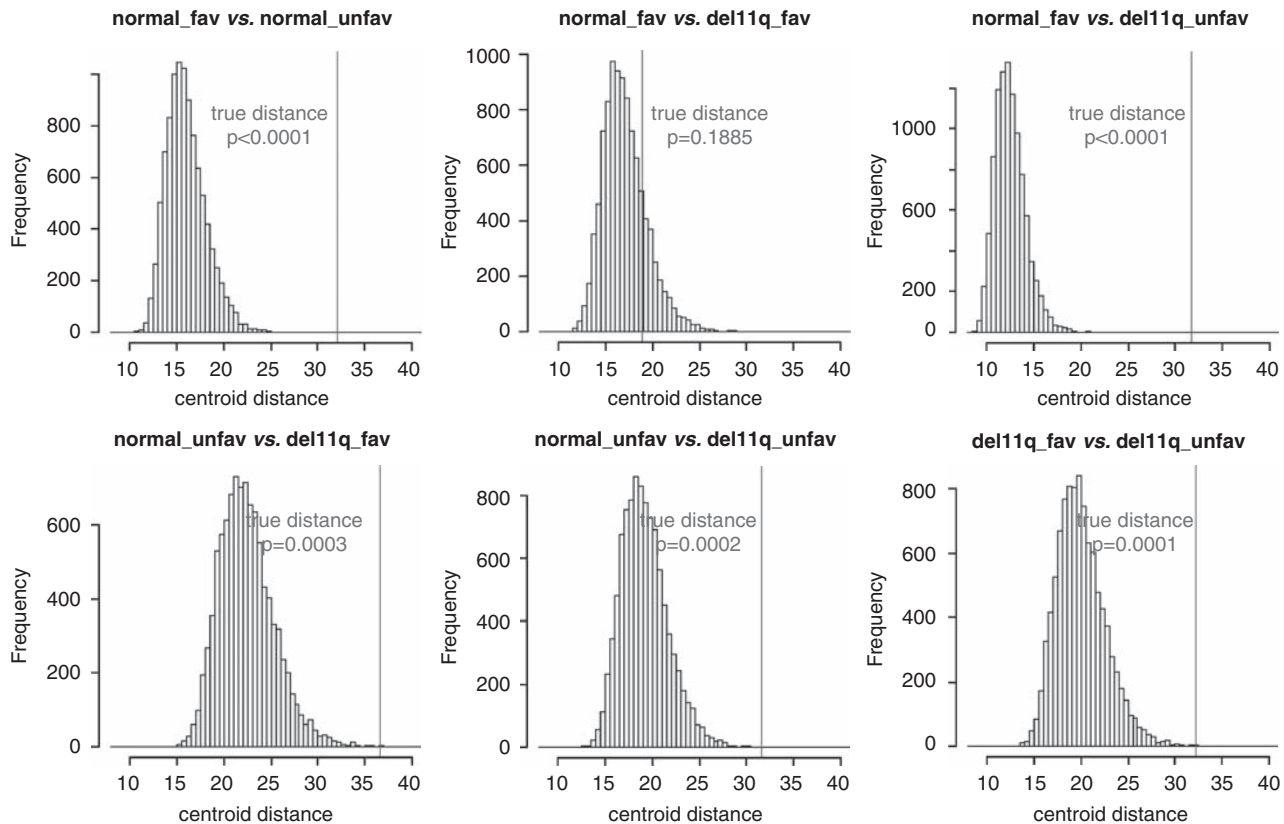 normal_fav vs. normal_unfav
Frequency
800
600
400
200
0
true distance
p<0.0001
10 15 20 25 30 35 40
centroid distance
normal_fav vs. del11q_fav
Frequency
1000
800
600
400
200
0
true distance
p=0.1885
10 15 20 25 30 35 40
centroid distance
normal_fav vs. del11q_unfav
Frequency
1000
600
200
0
true distance
p<0.0001
10 15 20 25 30 35 40
centroid distance
normal_unfav vs. del11q_fav
Frequency
600
400
200
0
true distance
p=0.0003
10 15 20 25 30 35 40
centroid distance
normal_unfav vs. del11q_unfav
Frequency
800
600
400
200
0
true distance
p=0.0002
10 15 20 25 30 35 40
centroid distance
del11q_fav vs. del11q_unfav
Frequency
800
600
400
200
0
true distance
p=0.0001
10 15 20 25 30 35 40
centroid distance